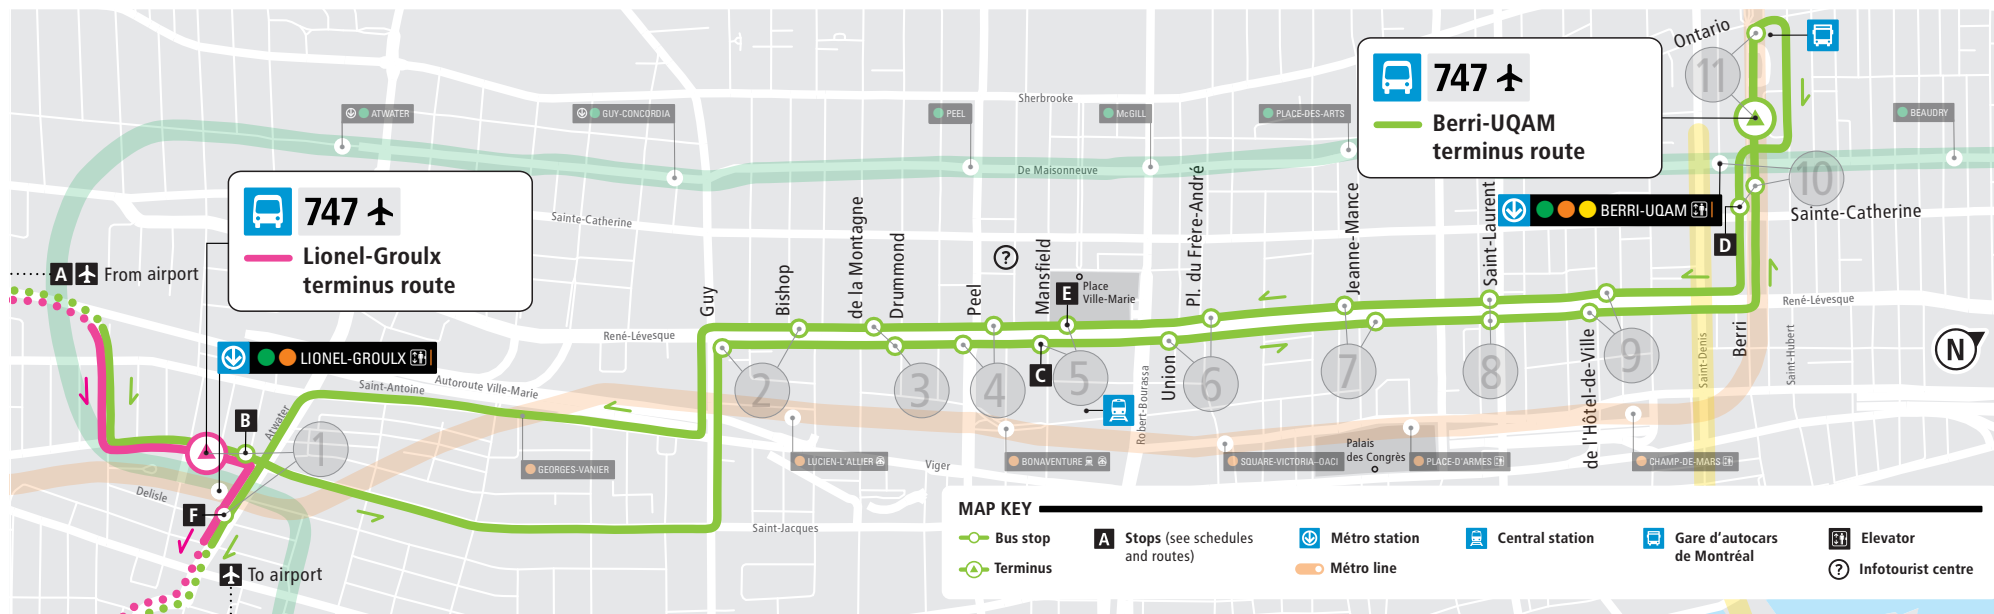 Ontario
747
Berri-UQAM
terminus route
11
Sherbrooke
ATWATER
GUY-CONCORDIA
PEEL
McGILL
PLACE-DES-ARTS
BEAUDRY
De Maisonneuve
10
747
Lionel-Groulx
terminus route
Sainte-Catherine
BERRI-UQAM
Sainte-Catherine
D
A From airport
Guy
Bishop
de la Montagne
Drummond
Peel
Mansfield
Pl. du Frère-André
Jeanne-Mance
Saint-Laurent
?
E
Place
Ville-Marie
René-Lévesque
René-Lévesque
LIONEL-GROULX
Saint-Antoine
Autoroute Ville-Marie
Atwater
B
1
2
3
4
C
5
6
7
8
9
Union
Robert-Bourassa
de l'Hôtel-de-Ville
Saint-Denis
Berri
Saint-Hubert
N
GEORGES-VANIER
LUCIEN-L'ALLIER
Viger
BONAVENTURE
SQUARE-VICTORIA–OACI
Palais
des Congrès
PLACE-D'ARMES
CHAMP-DE-MARS
Delisle
F
Saint-Jacques
To airport
MAP KEY
Bus stop
Terminus
A Stops (see schedules
and routes)
Métro station
Métro line
Central station
Gare d'autocars
de Montréal
Elevator
? Infotourist centre